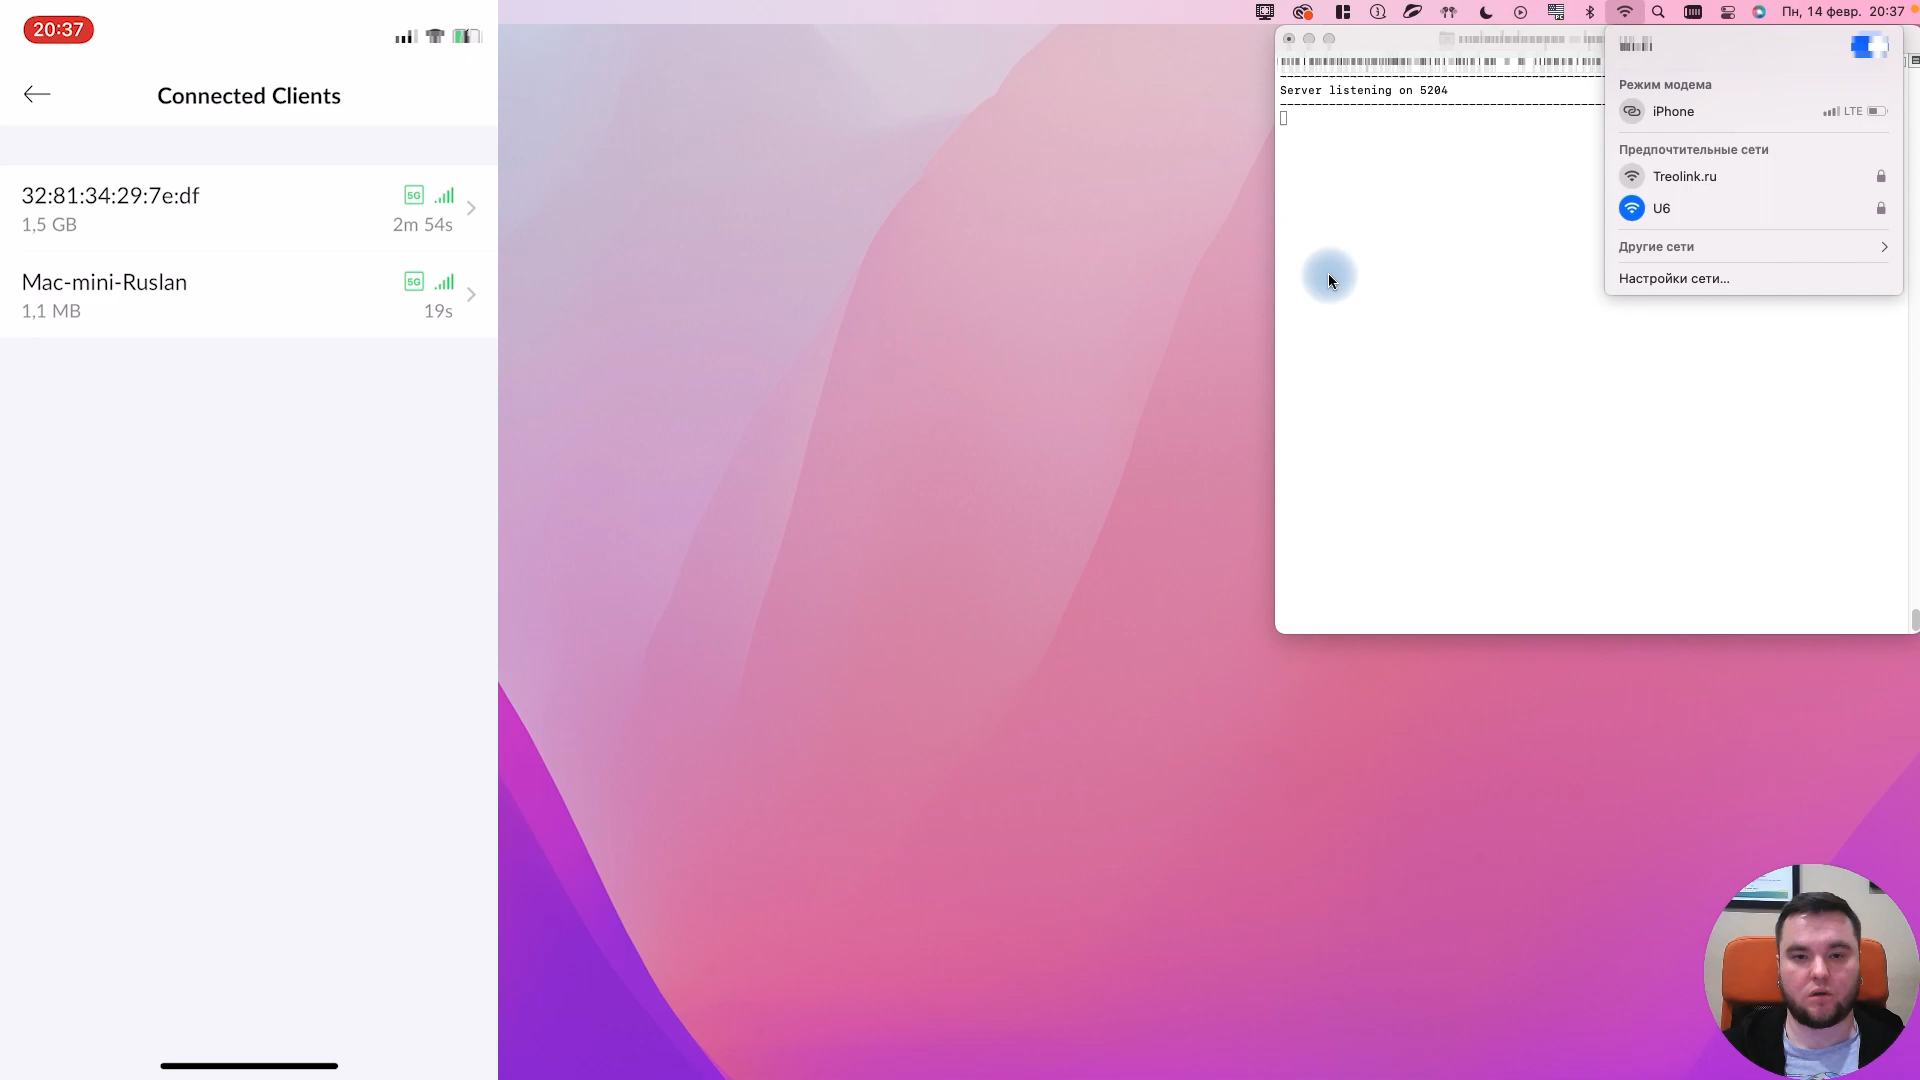 20:37
Connected Clients
32:81:34:29:7e:df
5G
1,5 GB
2m 54s
Mac-mini-Ruslan
5G
1,1 MB
19s
Пн, 14 февр. 20:37
Server listening on 5204
Режим модема
iPhone
LTE
Предпочтительные сети
Treolink.ru
U6
Другие сети
Настройки сети...